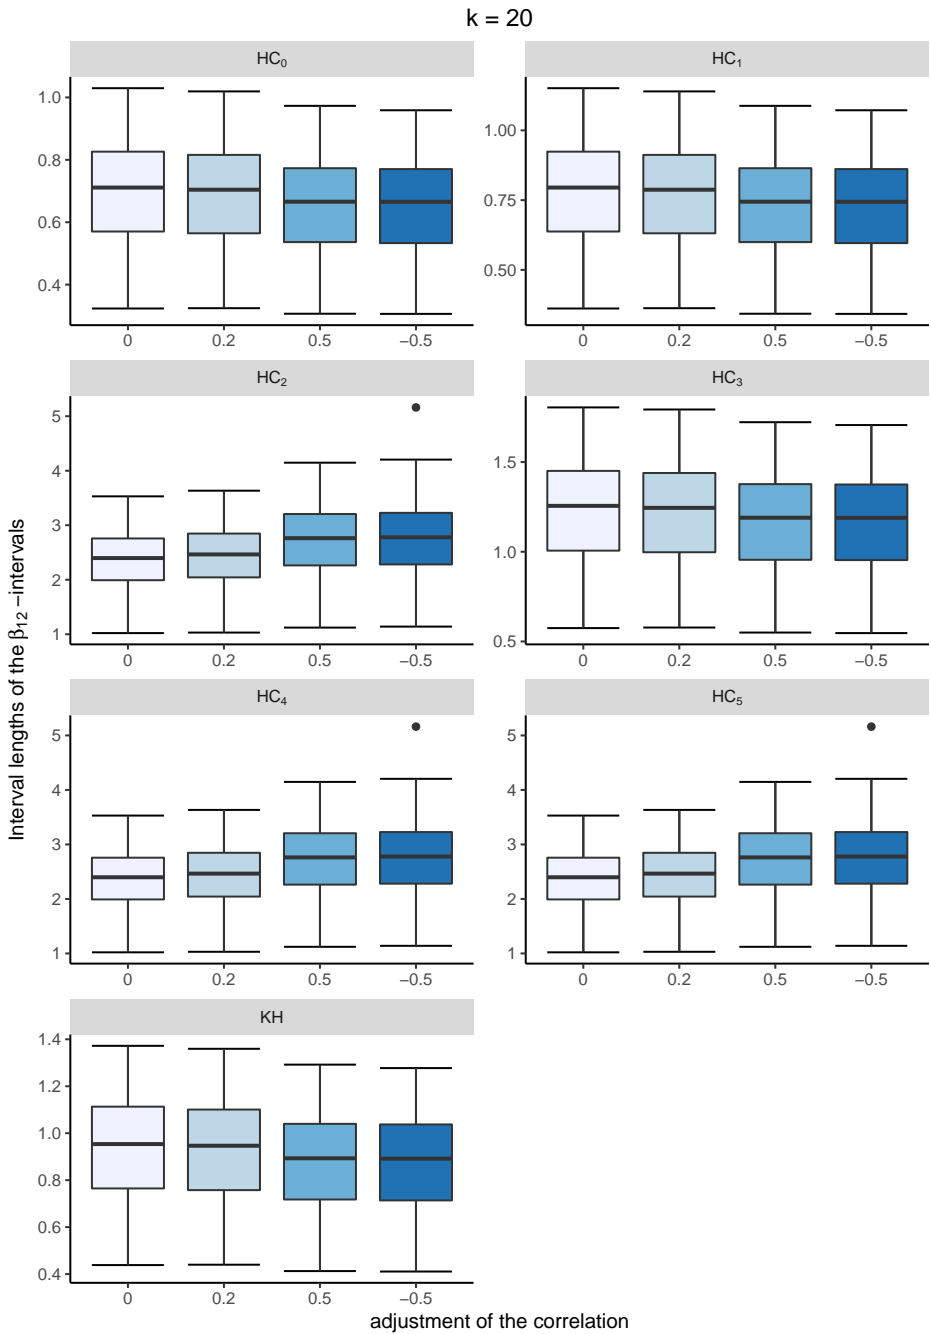 k = 20
HC₀
HC₁
1.0
0.8
0.6
0.4
0 0.2 0.5 −0.5
1.00
0.75
0.50
0 0.2 0.5 −0.5
HC₂
HC₃
5
4
3
2
1
0 0.2 0.5 −0.5
1.5
1.0
0.5
0 0.2 0.5 −0.5
Interval lengths of the β₁₂ −intervals
HC₄
HC₅
5
4
3
2
1
0 0.2 0.5 −0.5
5
4
3
2
1
0 0.2 0.5 −0.5
KH
1.4
1.2
1.0
0.8
0.6
0.4
0 0.2 0.5 −0.5
adjustment of the correlation